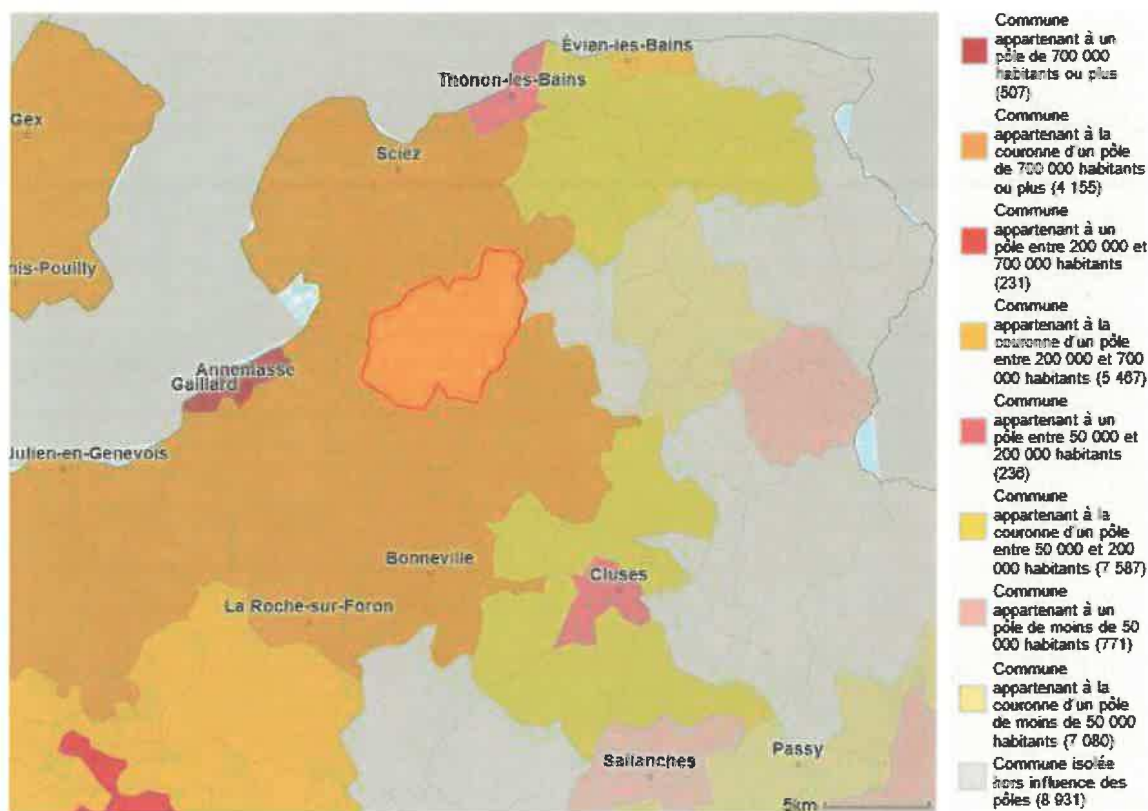 Évian-les-Bains
Thonon-les-Bains
Gex
Sciez
nis-Pouilly
Annemasse
Gaillard
Julien-en-Genevois
Bonneville
Cluses
La Roche-sur-Foron
Sallanches
Passy
5km
Commune
appartenant à un
pôle de 700 000
habitants ou plus
(507)
Commune
appartenant à la
couronne d'un pôle
de 700 000 habitants
ou plus (4 155)
Commune
appartenant à un
pôle entre 200 000 et
700 000 habitants
(231)
Commune
appartenant à la
couronne d'un pôle
entre 200 000 et 700
000 habitants (5 467)
Commune
appartenant à un
pôle entre 50 000 et
200 000 habitants
(236)
Commune
appartenant à la
couronne d'un pôle
entre 50 000 et 200
000 habitants (7 587)
Commune
appartenant à un
pôle de moins de 50
000 habitants (771)
Commune
appartenant à la
couronne d'un pôle
de moins de 50 000
habitants (7 080)
Commune isolée
hors influence des
pôles (8 931)